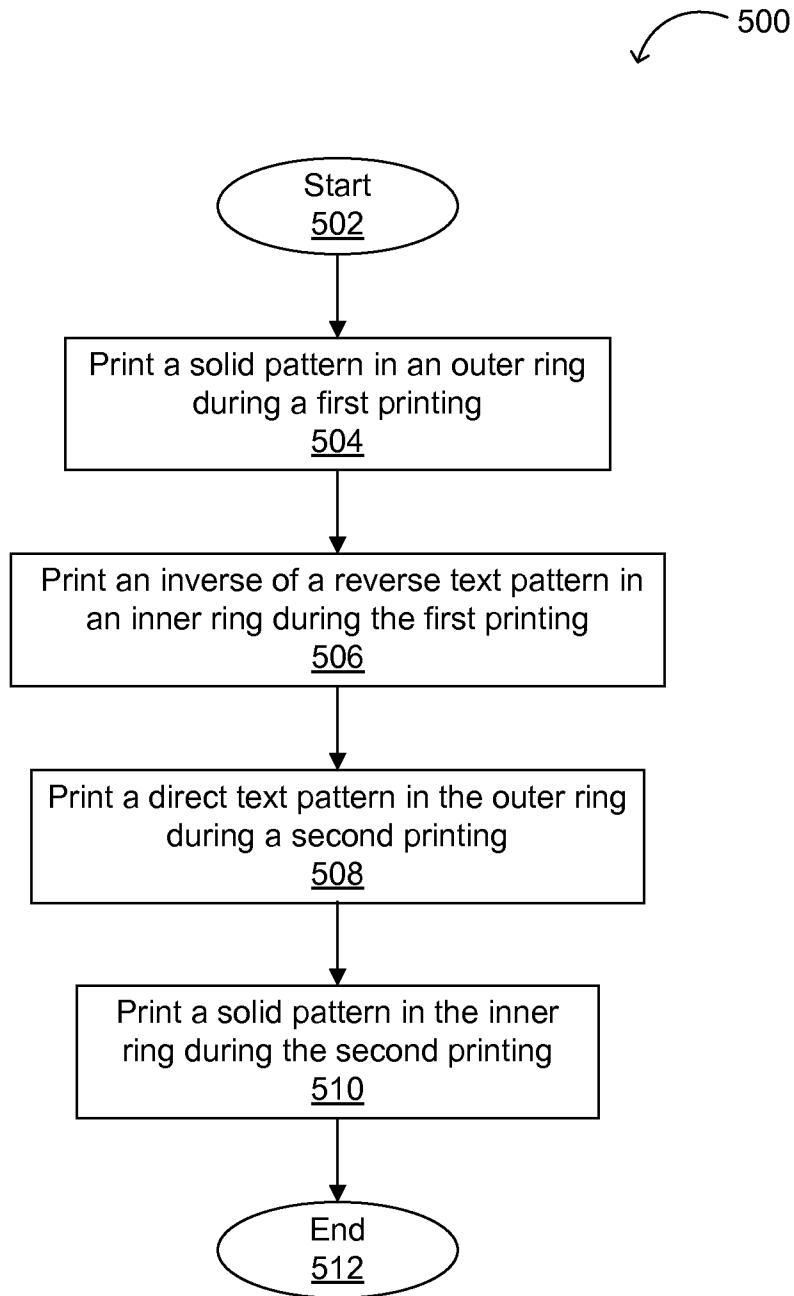 500
Start
502
Print a solid pattern in an outer ring
during a first printing
504
Print an inverse of a reverse text pattern in
an inner ring during the first printing
506
Print a direct text pattern in the outer ring
during a second printing
508
Print a solid pattern in the inner
ring during the second printing
510
End
512